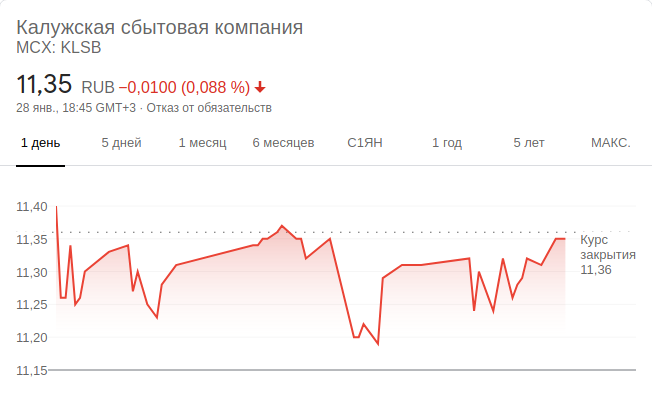 Калужская сбытовая компания
MCX: KLSB
11,35 RUB −0,0100 (0,088 %)
28 янв., 18:45 GMT+3 · Отказ от обязательств
1 день 5 дней 1 месяц 6 месяцев С1ЯН 1 год 5 лет МАКС.
11,40
11,35
11,30
11,25
11,20
11,15
Курс
закрытия
11,36